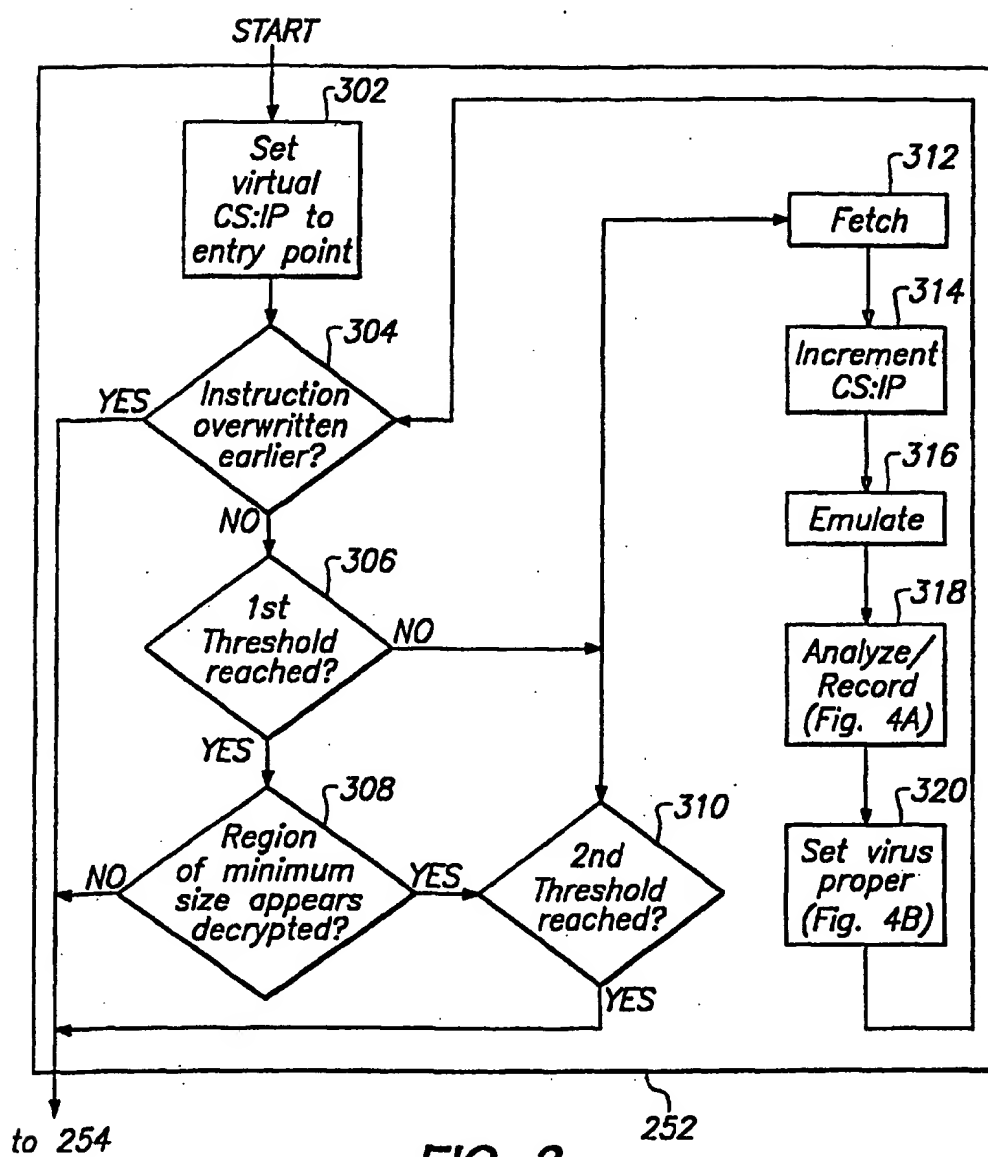 START
302
Set
virtual
CS:IP to
entry point
304
YES
Instruction
overwritten
earlier?
NO
306
1st
Threshold
reached?
NO
YES
308
Region
of minimum
size appears
decrypted?
NO
YES
310
2nd
Threshold
reached?
YES
312
Fetch
314
Increment
CS:IP
316
Emulate
318
Analyze/
Record
(Fig. 4A)
320
Set virus
proper
(Fig. 4B)
252
to 254